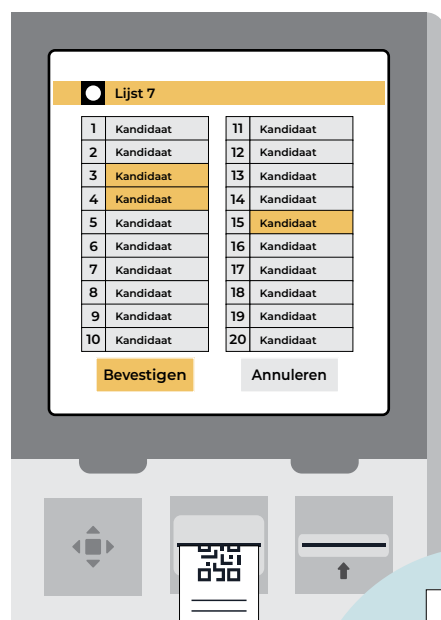 Lijst 7
1 Kandidaat
2 Kandidaat
3 Kandidaat
4 Kandidaat
5 Kandidaat
6 Kandidaat
7 Kandidaat
8 Kandidaat
9 Kandidaat
10 Kandidaat
11 Kandidaat
12 Kandidaat
13 Kandidaat
14 Kandidaat
15 Kandidaat
16 Kandidaat
17 Kandidaat
18 Kandidaat
19 Kandidaat
20 Kandidaat
Bevestigen
Annuleren